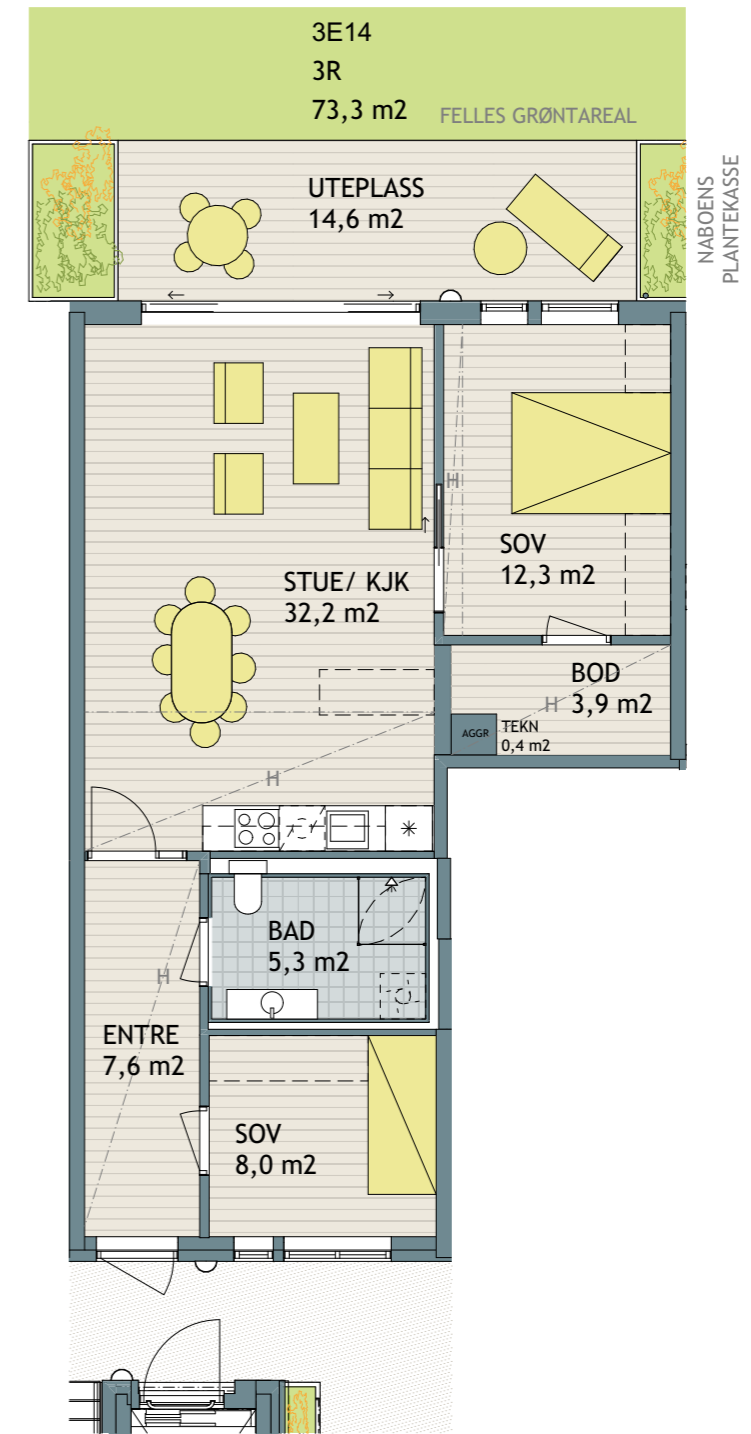 3E14
3R
73,3 m2
FELLES GRØNTAREAL
NABOENS
PLANTEKASSE
UTEPLASS
14,6 m2
H
SOV
12,3 m2
STUE/ KJK
32,2 m2
BOD
H 3,9 m2
AGGR
TEKN
0,4 m2
H
BAD
5,3 m2
H
ENTRE
7,6 m2
SOV
8,0 m2